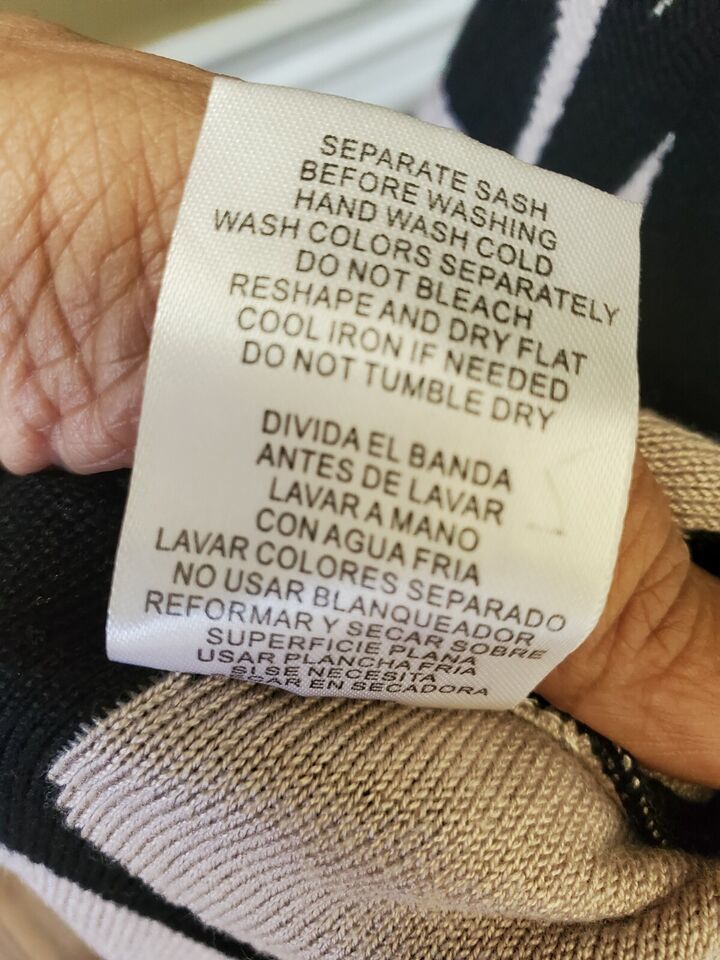 SEPARATE SASH
BEFORE WASHING
HAND WASH COLD
WASH COLORS SEPARATELY
DO NOT BLEACH
RESHAPE AND DRY FLAT
COOL IRON IF NEEDED
DO NOT TUMBLE DRY
DIVIDA EL BANDA
ANTES DE LAVAR
LAVAR A MANO
CON AGUA FRIA
LAVAR COLORES SEPARADO
NO USAR BLANQUEADOR
REFORMAR Y SECAR SOBRE
SUPERFICIE PLANA
USAR PLANCHA FRIA
SI SE NECESITA
EN SECADORA